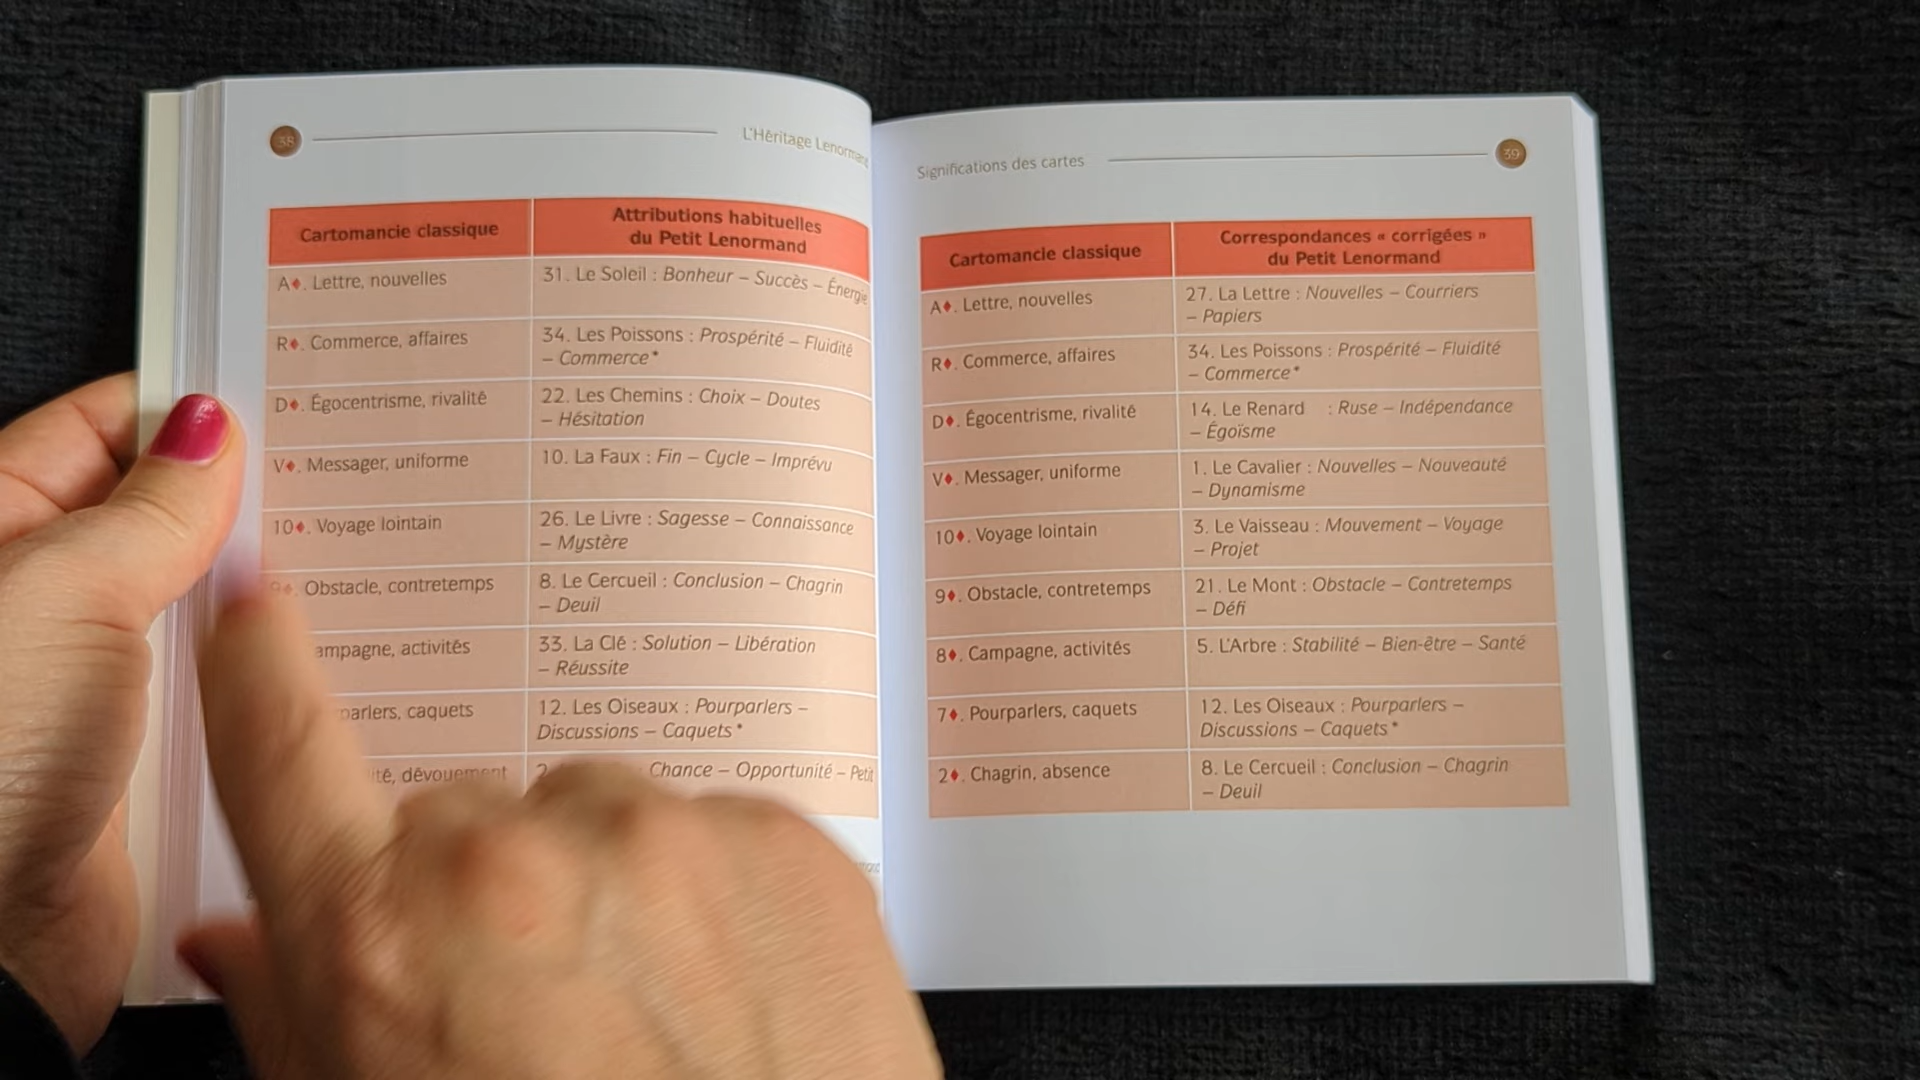 38
L'Héritage Lenormand
Cartomancie classique
Attributions habituelles
du Petit Lenormand
A♦. Lettre, nouvelles
31. Le Soleil : Bonheur – Succès – Énergie
R♦. Commerce, affaires
34. Les Poissons : Prospérité – Fluidité
– Commerce*
D♦. Égocentrisme, rivalité
22. Les Chemins : Choix – Doutes
– Hésitation
V♦. Messager, uniforme
10. La Faux : Fin – Cycle – Imprévu
10♦. Voyage lointain
26. Le Livre : Sagesse – Connaissance
– Mystère
9♦. Obstacle, contretemps
8. Le Cercueil : Conclusion – Chagrin
– Deuil
ampagne, activités
33. La Clé : Solution – Libération
– Réussite
parlers, caquets
12. Les Oiseaux : Pourparlers –
Discussions – Caquets*
ité, dévouement
2. Chance – Opportunité – Petit
Significations des cartes
39
Cartomancie classique
Correspondances « corrigées »
du Petit Lenormand
A♦. Lettre, nouvelles
27. La Lettre : Nouvelles – Courriers
– Papiers
R♦. Commerce, affaires
34. Les Poissons : Prospérité – Fluidité
– Commerce*
D♦. Égocentrisme, rivalité
14. Le Renard : Ruse – Indépendance
– Égoïsme
V♦. Messager, uniforme
1. Le Cavalier : Nouvelles – Nouveauté
– Dynamisme
10♦. Voyage lointain
3. Le Vaisseau : Mouvement – Voyage
– Projet
9♦. Obstacle, contretemps
21. Le Mont : Obstacle – Contretemps
– Défi
8♦. Campagne, activités
5. L'Arbre : Stabilité – Bien-être – Santé
7♦. Pourparlers, caquets
12. Les Oiseaux : Pourparlers –
Discussions – Caquets*
2♦. Chagrin, absence
8. Le Cercueil : Conclusion – Chagrin
– Deuil